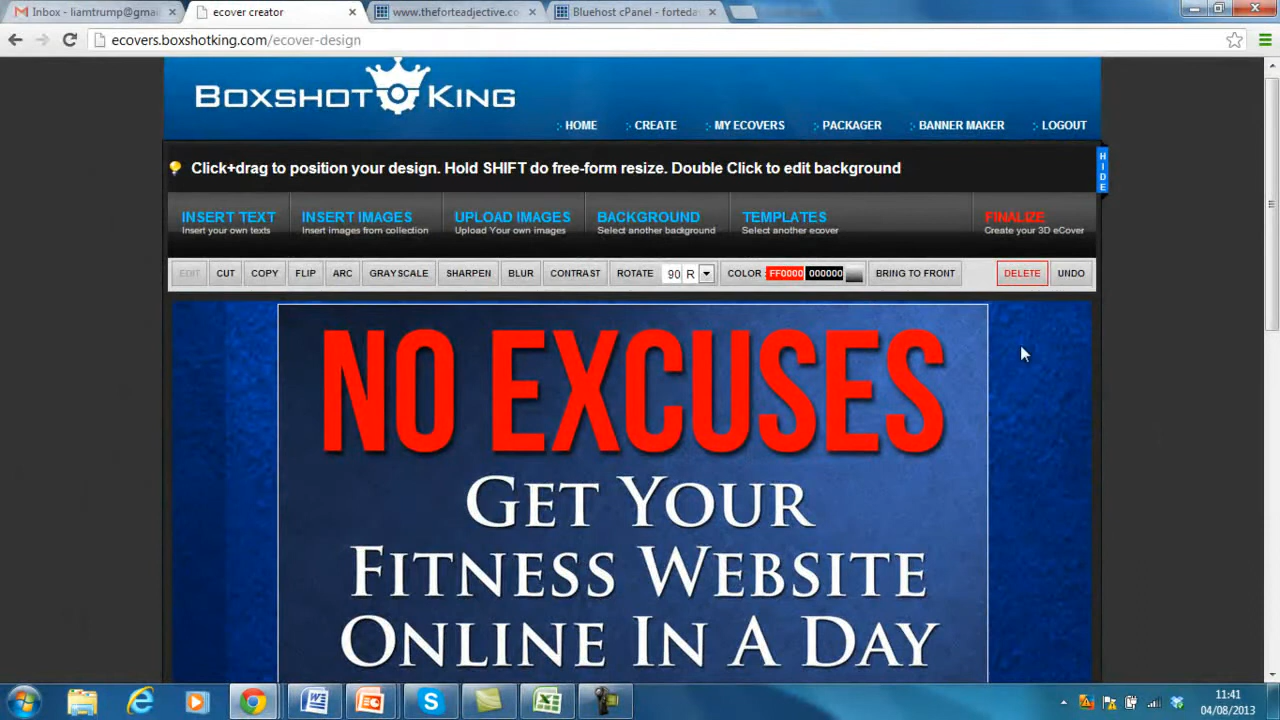 Inbox - liamtrump@gma
ecover creator
www.theforteadjective.co
Bluehost cPanel - forteda
ecovers.boxshotking.com/ecover-design
BOXSHOT KING
HOME
CREATE
MY ECOVERS
PACKAGER
BANNER MAKER
LOGOUT
Click+drag to position your design. Hold SHIFT do free-form resize. Double Click to edit background
HIDE
INSERT TEXT
Insert your own texts
INSERT IMAGES
Insert images from collection
UPLOAD IMAGES
Upload Your own images
BACKGROUND
Select another background
TEMPLATES
Select another ecover
FINALIZE
Create your 3D eCover
EDIT
CUT
COPY
FLIP
ARC
GRAYSCALE
SHARPEN
BLUR
CONTRAST
ROTATE
90 R
COLOR :
FF0000
000000
BRING TO FRONT
DELETE
UNDO
NO EXCUSES
GET YOUR
FITNESS WEBSITE
ONLINE IN A DAY
11:41
04/08/2013